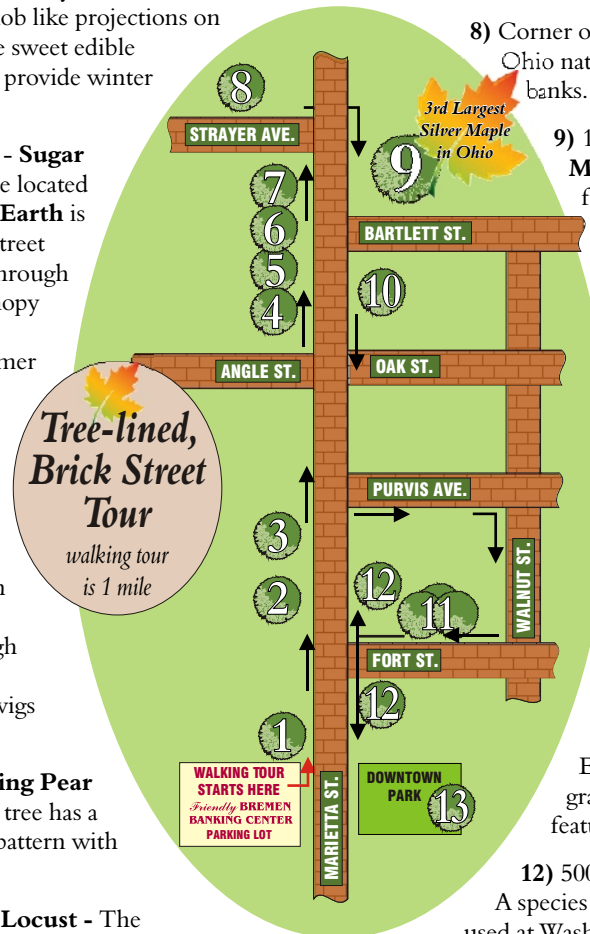 ob like projections on
e sweet edible
provide winter
- Sugar
e located
Earth is
treet
hrough
opy
mer
n
gh
vigs
ing Pear
tree has a
pattern with
Locust - The
8) Corner o
Ohio nat
banks.
9) 1
M
f
E
gra
featu
12) 500
A species
used at Wash
Tree-lined,
Brick Street
Tour
walking tour
is 1 mile
8
STRAYER AVE.
3rd Largest
Silver Maple
in Ohio
9
7
6
5
4
BARTLETT ST.
10
ANGLE ST.
OAK ST.
PURVIS AVE.
3
2
12
11
WALNUT ST.
FORT ST.
12
1
WALKING TOUR
STARTS HERE
Friendly BREMEN
BANKING CENTER
PARKING LOT
MARIETTA ST.
DOWNTOWN
PARK
13